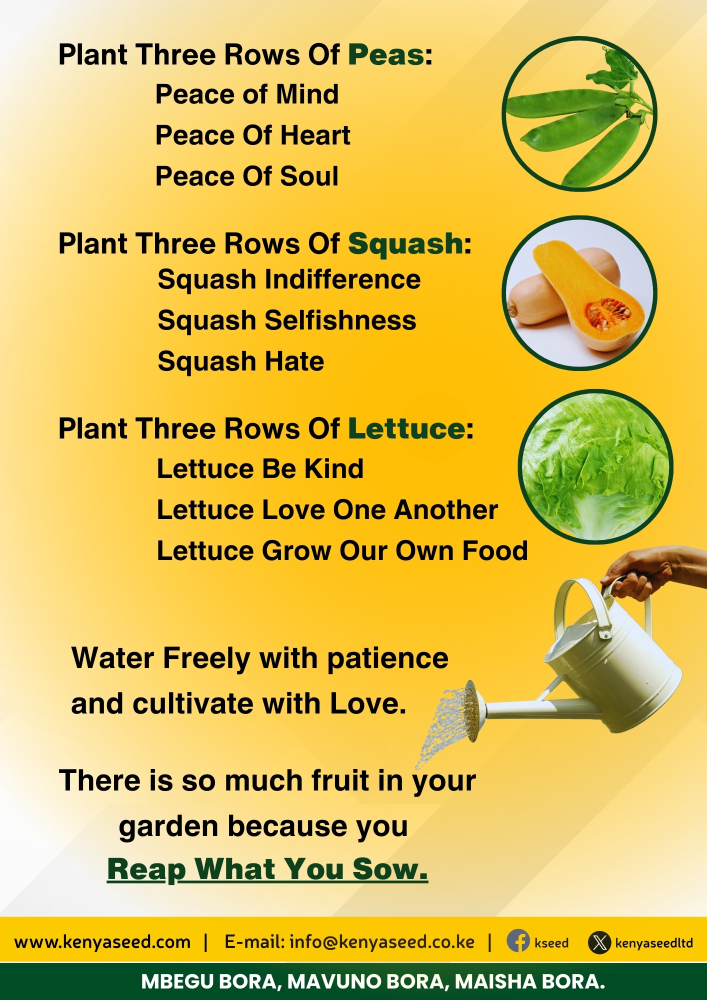 Plant Three Rows Of Peas:
Peace of Mind
Peace Of Heart
Peace Of Soul
Plant Three Rows Of Squash:
Squash Indifference
Squash Selfishness
Squash Hate
Plant Three Rows Of Lettuce:
Lettuce Be Kind
Lettuce Love One Another
Lettuce Grow Our Own Food
Water Freely with patience
and cultivate with Love.
There is so much fruit in your
garden because you
Reap What You Sow.
www.kenyaseed.com | E-mail: info@kenyaseed.co.ke | kseed kenyaseedltd
MBEGU BORA, MAVUNO BORA, MAISHA BORA.